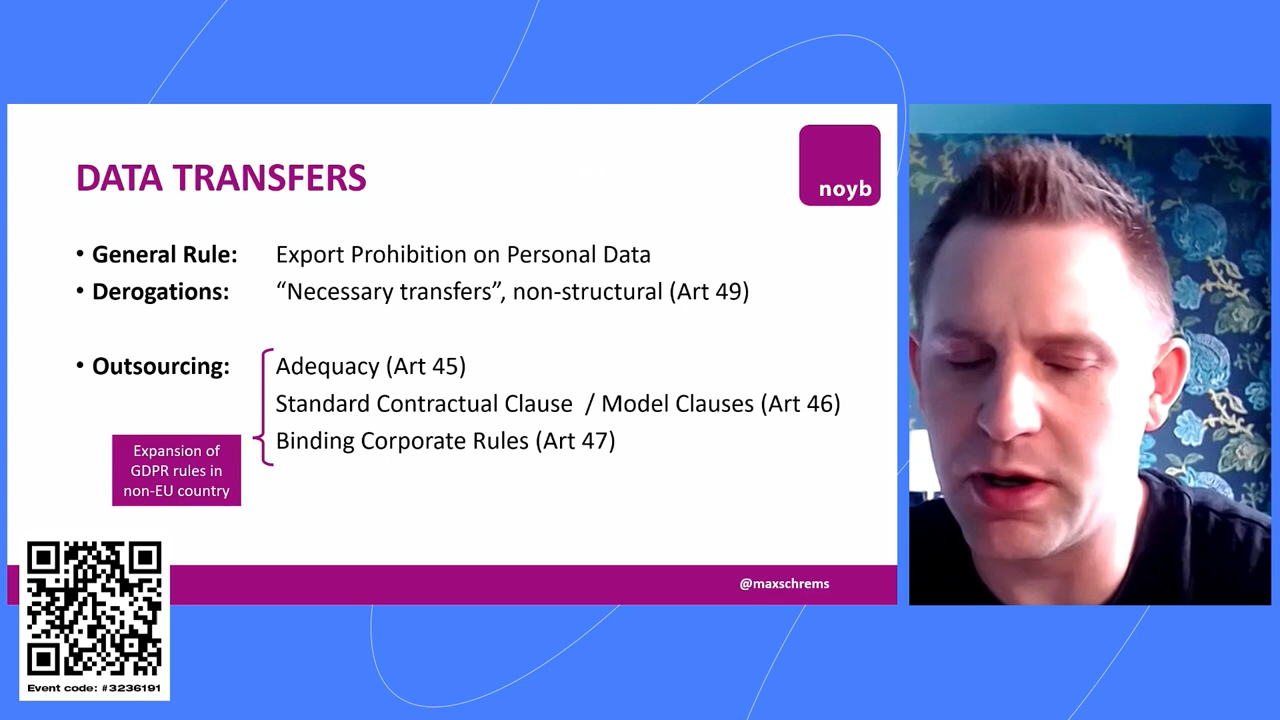 DATA TRANSFERS
noyb
• General Rule: Export Prohibition on Personal Data
• Derogations: “Necessary transfers”, non-structural (Art 49)
• Outsourcing: Adequacy (Art 45)
Standard Contractual Clause / Model Clauses (Art 46)
Binding Corporate Rules (Art 47)
Expansion of
GDPR rules in
non-EU country
@maxschrems
Event code: #3236191